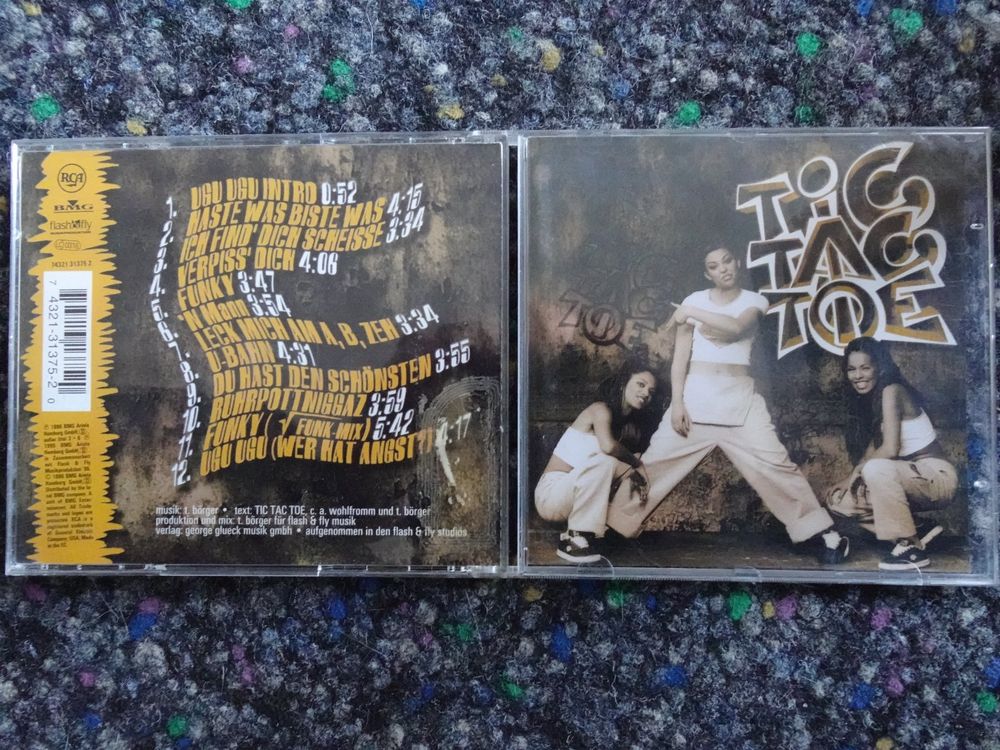 RCA
BMG
flash fly
74321 31375 2
7 4321-31375-2 0
1. UGU UGU INTRO 0:52
2. HASTE WAS BISTE WAS 4:15
3. ICH FIND' DICH SCHEISSE 3:34
4. VERPISS' DICH 4:06
5. FUNKY 3:47
6. 'N Mann 3:54
7. LECK MICH AM A, B, ZEH 3:34
8. U-BAHN 4:31
9. DU HAST DEN SCHÖNSTEN 3:55
10. RUHRPOTTNIGGAZ 3:59
11. FUNKY (√ FUNK-MIX) 5:42
12. UGU UGU (WER HAT ANGST?) 4:17
musik: t. börger • text: TIC TAC TOE, c. a. wohlfromm und t. börger
produktion und mix: t. börger für flash & fly musik
verlag: george glueck musik gmbh • aufgenommen in den flash & fly studios
TiC
TAC
TOE